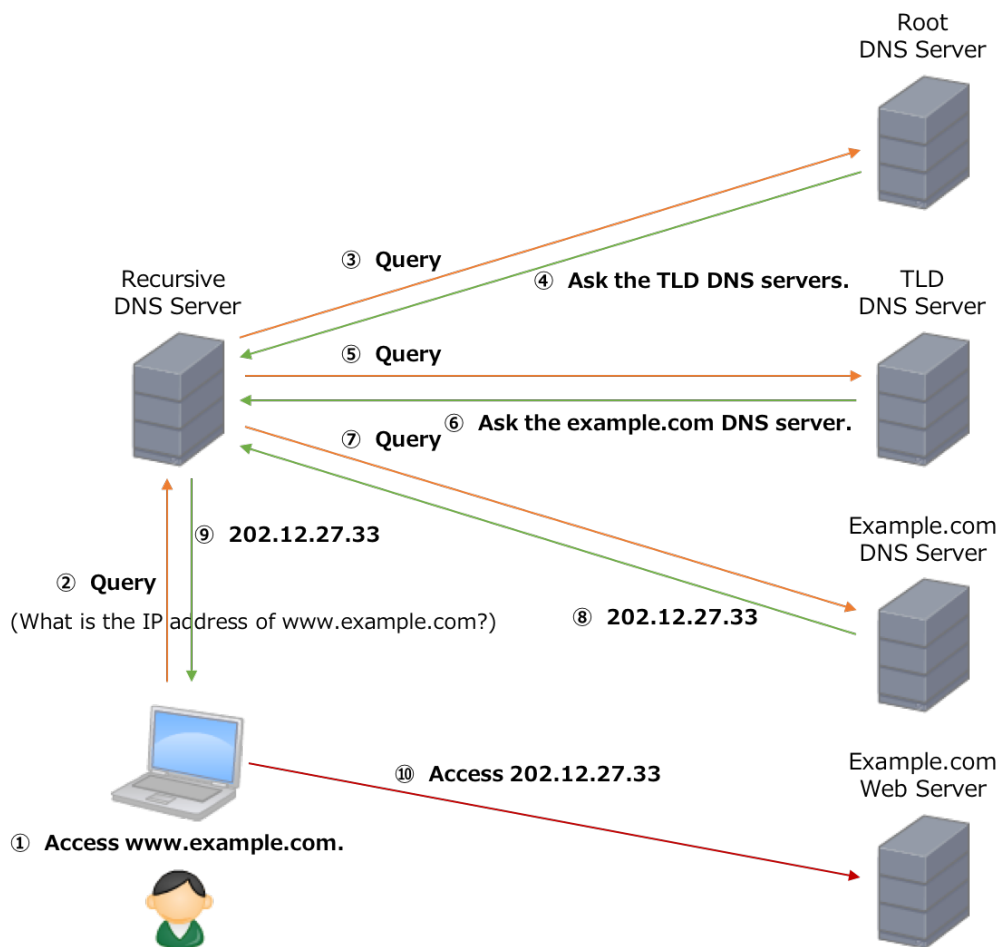 Root
DNS Server
③ Query
④ Ask the TLD DNS servers.
Recursive
DNS Server
TLD
DNS Server
⑤ Query
⑥ Ask the example.com DNS server.
⑦ Query
Example.com
DNS Server
⑨ 202.12.27.33
② Query
(What is the IP address of www.example.com?)
⑧ 202.12.27.33
Example.com
Web Server
⑩ Access 202.12.27.33
① Access www.example.com.